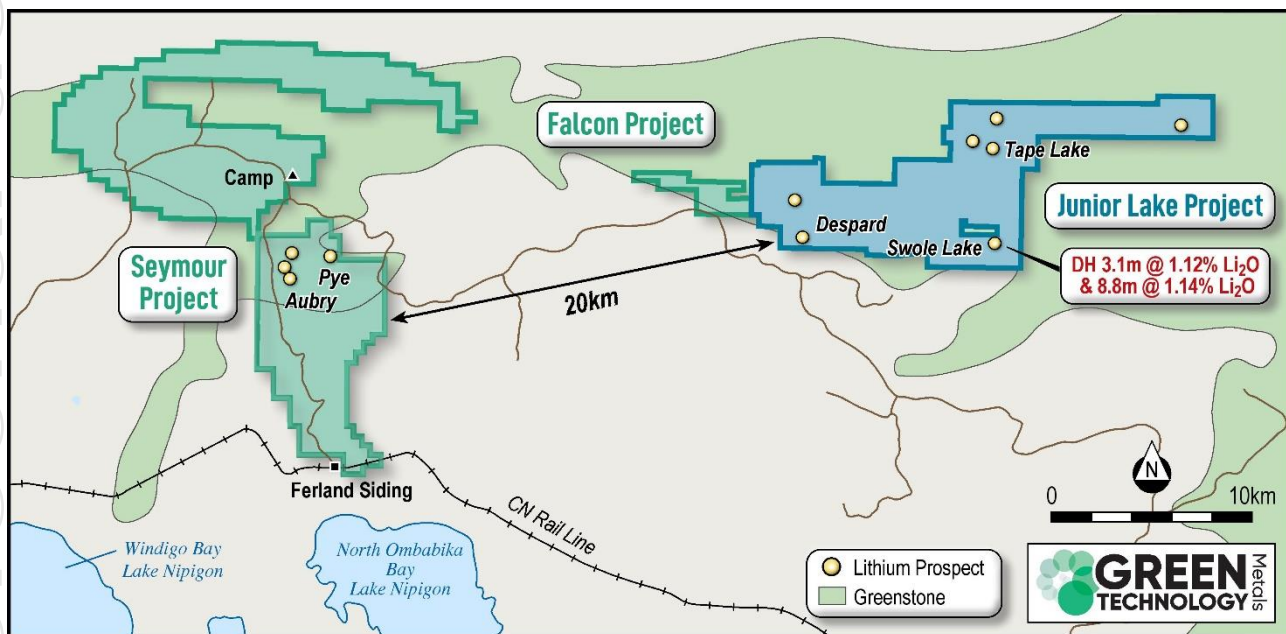 Falcon Project
Camp
Tape Lake
Junior Lake Project
Despard
Swole Lake
Seymour
Project
Pye
Aubry
DH 3.1m @ 1.12% Li₂O
& 8.8m @ 1.14% Li₂O
20km
N
0 10km
Ferland Siding
CN Rail Line
Windigo Bay
Lake Nipigon
North Ombabika
Bay
Lake Nipigon
Lithium Prospect
Greenstone
GREEN
TECHNOLOGY
Metals